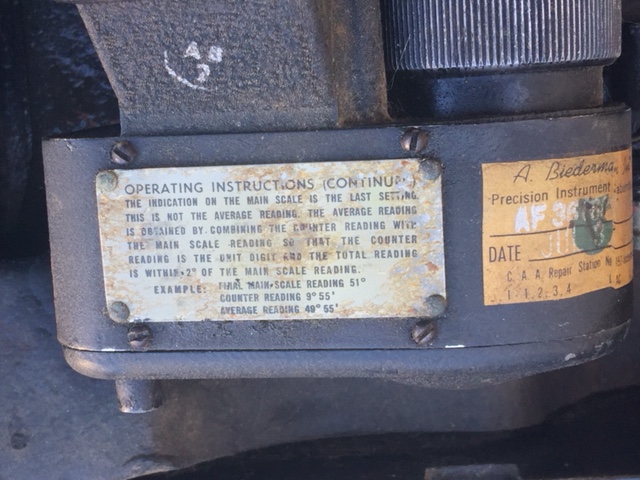 AB
2
OPERATING INSTRUCTIONS (CONTINUED)
THE INDICATION ON THE MAIN SCALE IS THE LAST SETTING.
THIS IS NOT THE AVERAGE READING. THE AVERAGE READING
IS OBTAINED BY COMBINING THE COUNTER READING WITH
THE MAIN SCALE READING SO THAT THE COUNTER
READING IS THE UNIT DIGIT AND THE TOTAL READING
IS WITHIN 2° OF THE MAIN SCALE READING.
EXAMPLE: FINAL MAIN SCALE READING 51°
COUNTER READING 9° 55'
AVERAGE READING 49° 55'
A. Biederman
Precision Instrument
AF
DATE
C.A.A. Repair Station No
1 1, 2, 3, 4